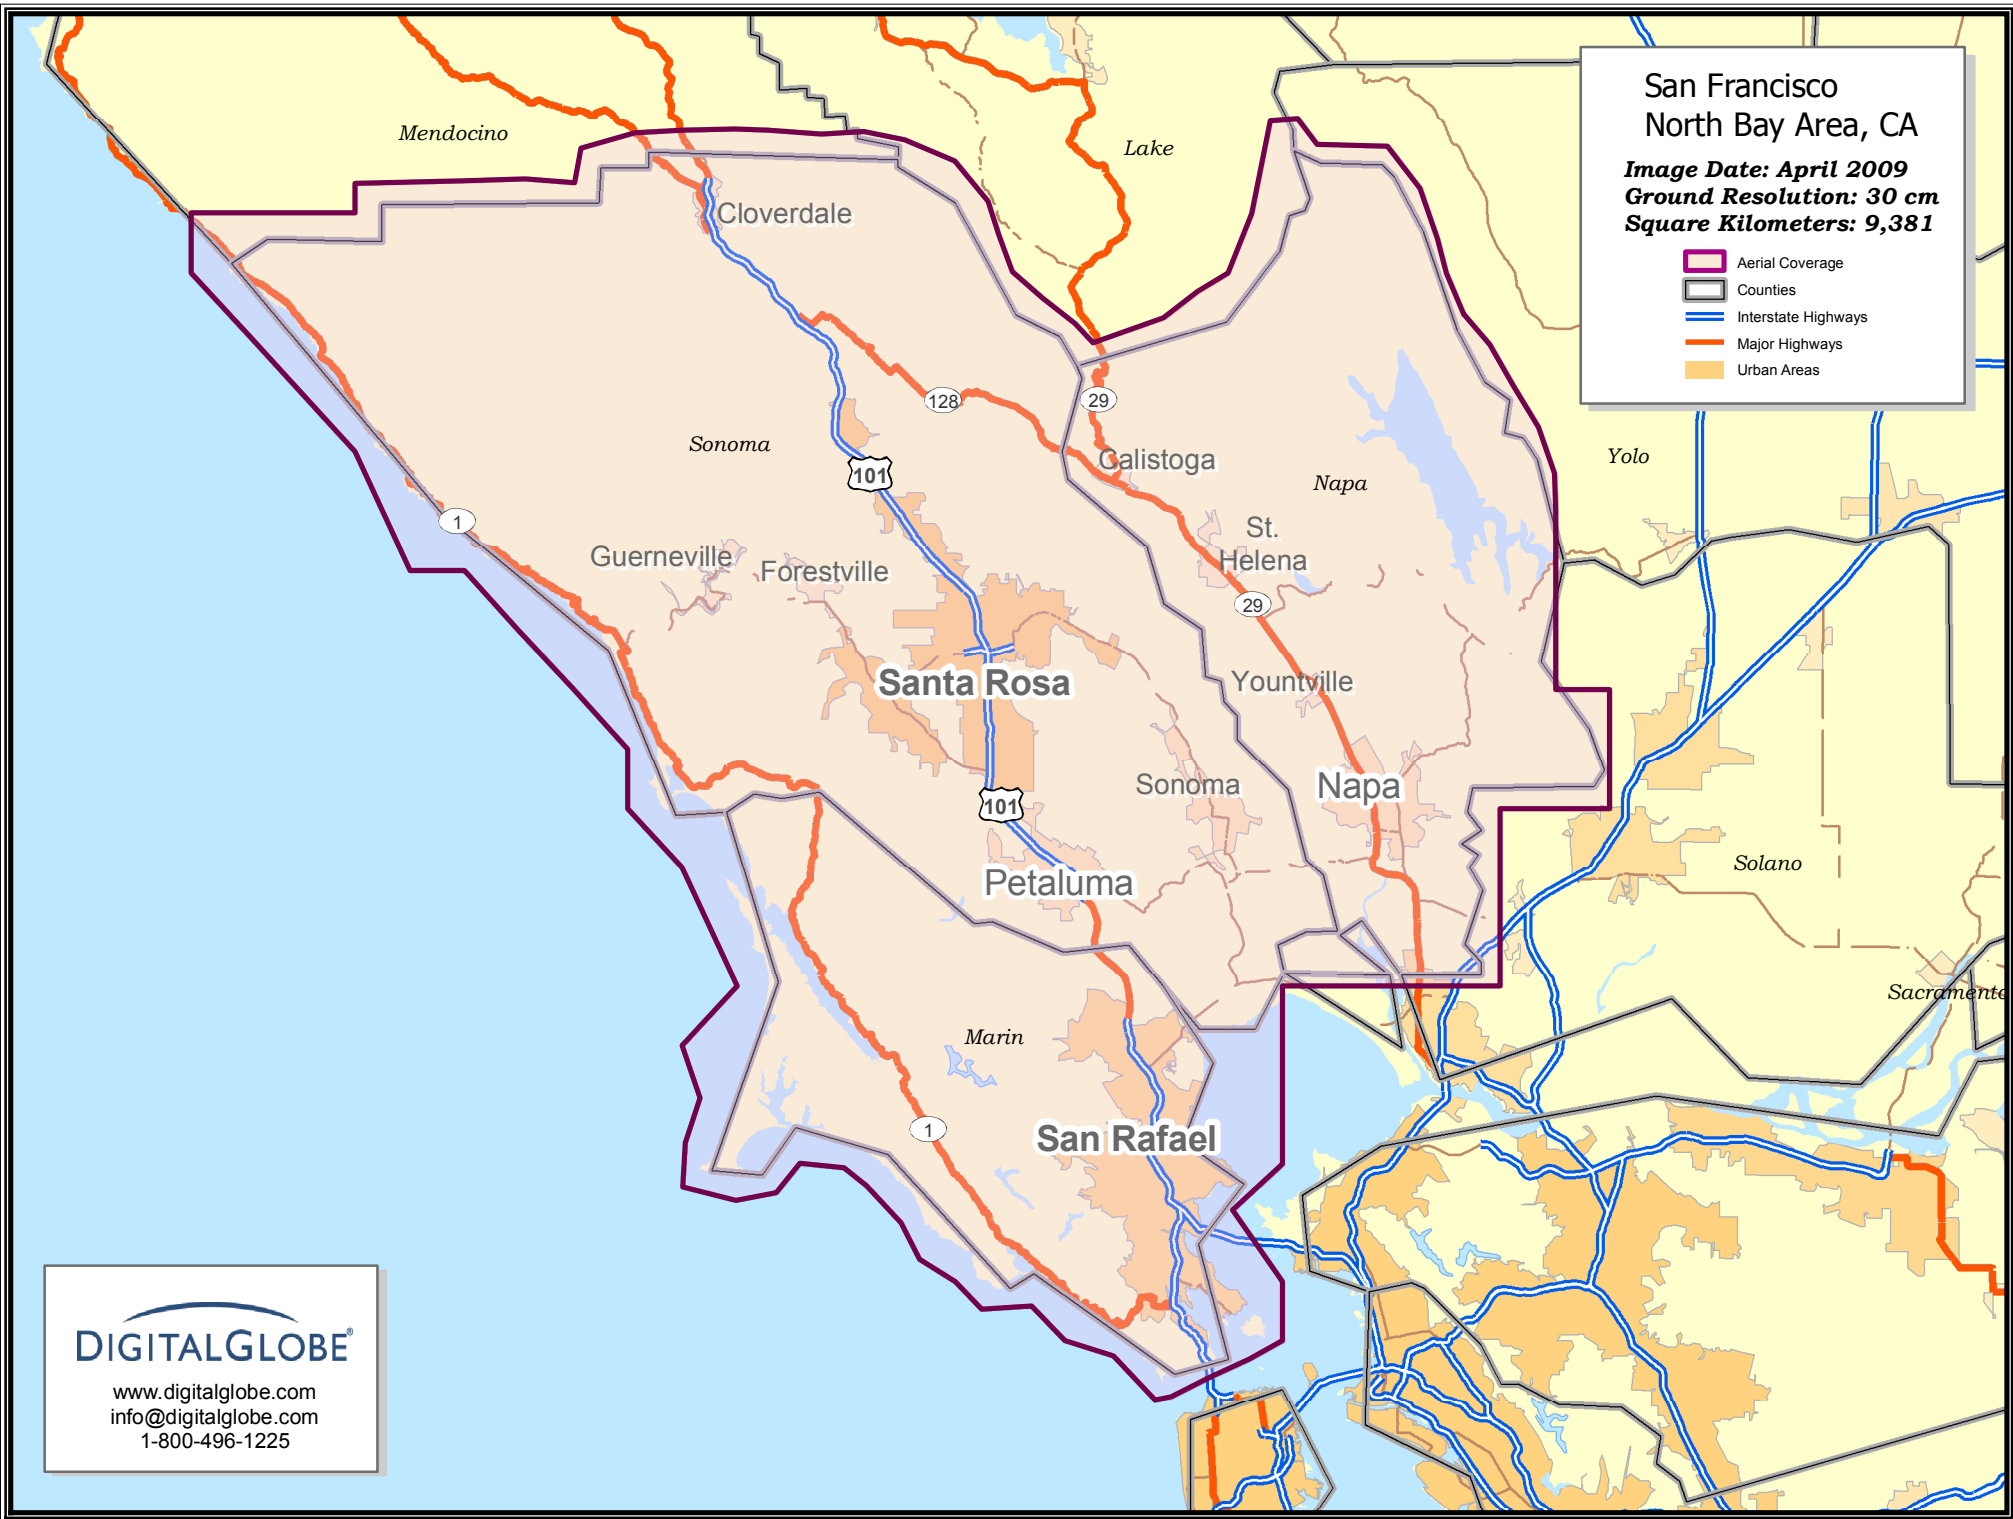 San Francisco
North Bay Area, CA
Image Date: April 2009
Ground Resolution: 30 cm
Square Kilometers: 9,381
Aerial Coverage
Counties
Interstate Highways
Major Highways
Urban Areas
Mendocino
Lake
Cloverdale
128
29
Sonoma
101
Calistoga
Napa
Yolo
1
St.
Helena
Guerneville
Forestville
29
Santa Rosa
Yountville
Sonoma
Napa
101
Petaluma
Solano
Sacramento
Marin
1
San Rafael
DIGITALGLOBE®
www.digitalglobe.com
info@digitalglobe.com
1-800-496-1225